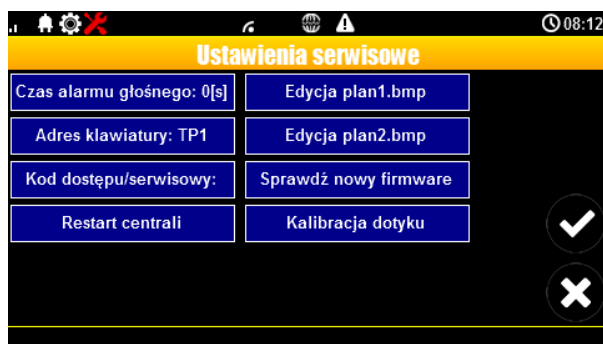 08:12
Ustawienia serwisowe
Czas alarmu głośnego: 0[s]
Edycja plan1.bmp
Adres klawiatury: TP1
Edycja plan2.bmp
Kod dostępu/serwisowy:
Sprawdź nowy firmware
Restart centrali
Kalibracja dotyku